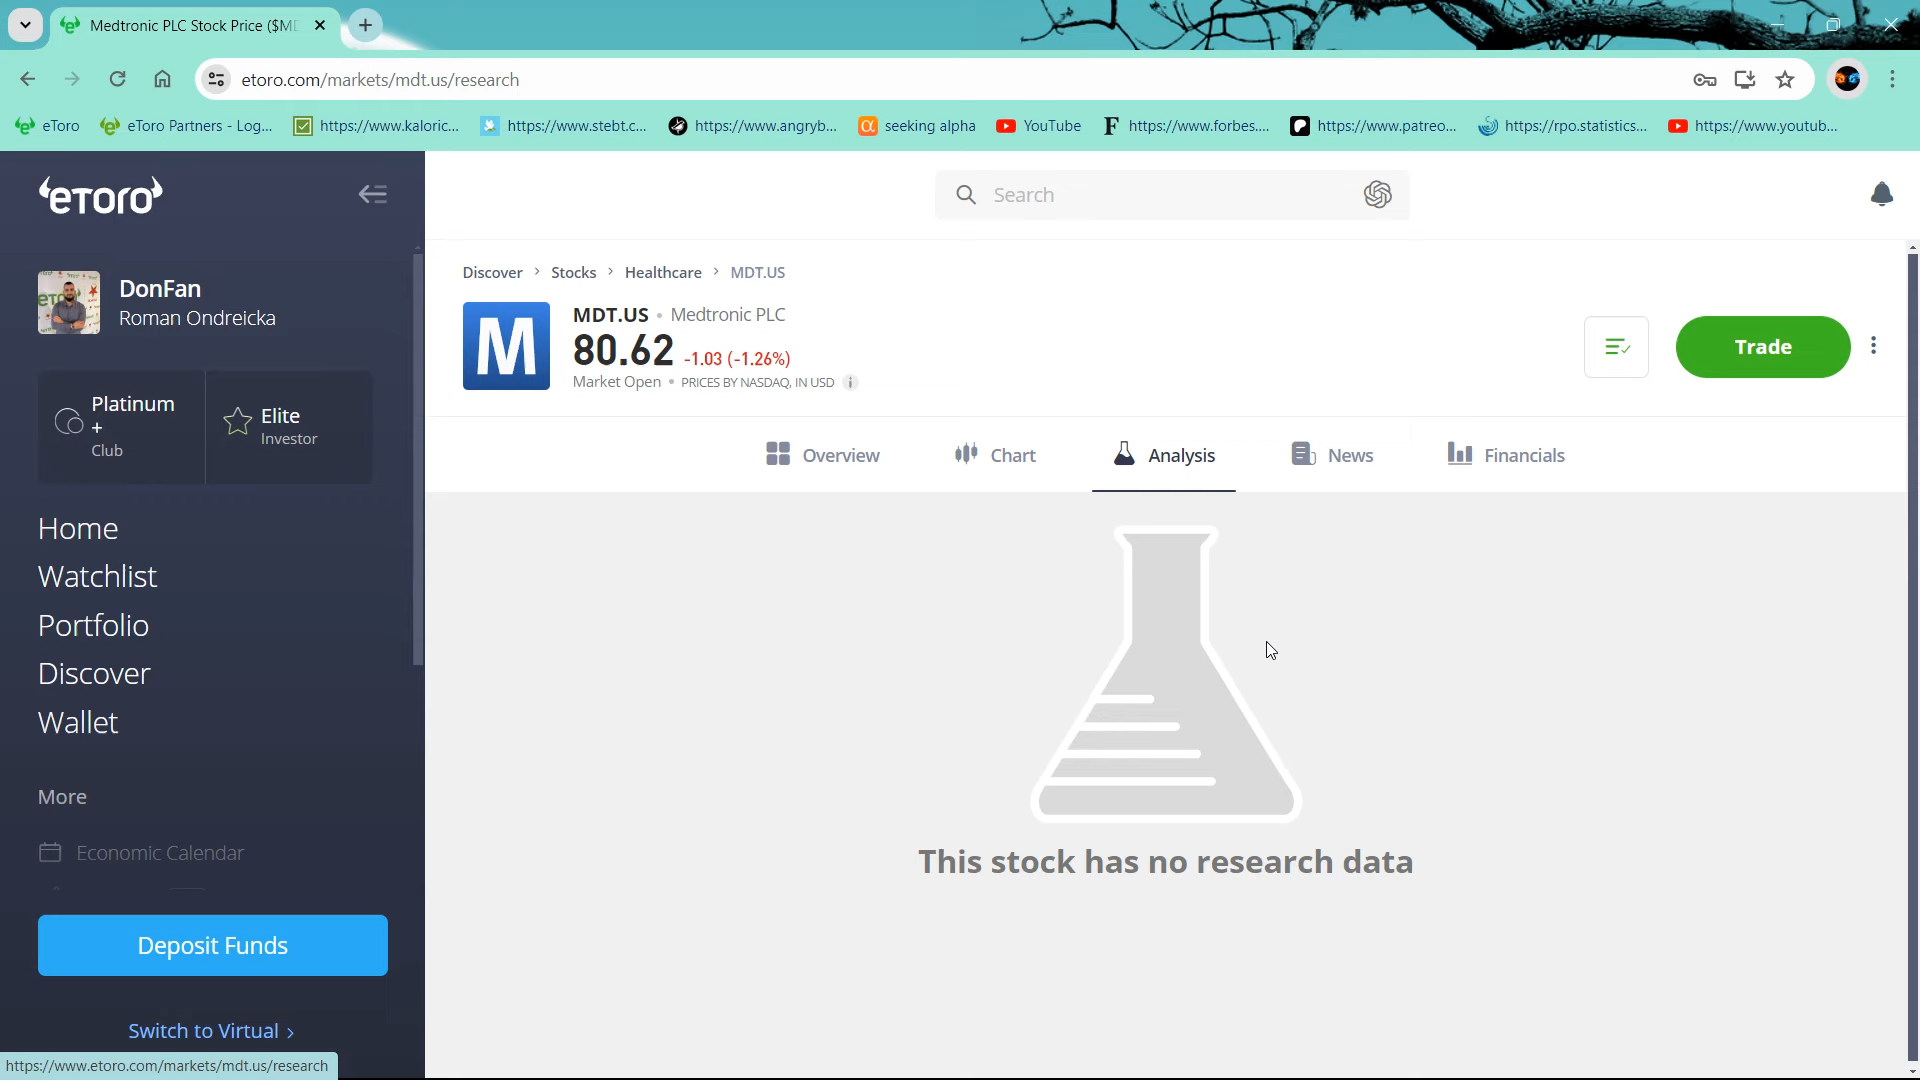 Medtronic PLC Stock Price ($MD
etoro.com/markets/mdt.us/research
eToro
eToro Partners - Log...
https://www.kaloric...
https://www.stebt.c...
https://www.angryb...
seeking alpha
YouTube
https://www.forbes....
https://www.patreo...
https://rpo.statistics...
https://www.youtub...
eTORO
Search
DonFan
Roman Ondreicka
Platinum
+
Club
Elite
Investor
Home
Watchlist
Portfolio
Discover
Wallet
More
Economic Calendar
Deposit Funds
Switch to Virtual >
https://www.etoro.com/markets/mdt.us/research
Discover > Stocks > Healthcare > MDT.US
M
MDT.US • Medtronic PLC
80.62 -1.03 (-1.26%)
Market Open • PRICES BY NASDAQ, IN USD i
Trade
Overview
Chart
Analysis
News
Financials
This stock has no research data